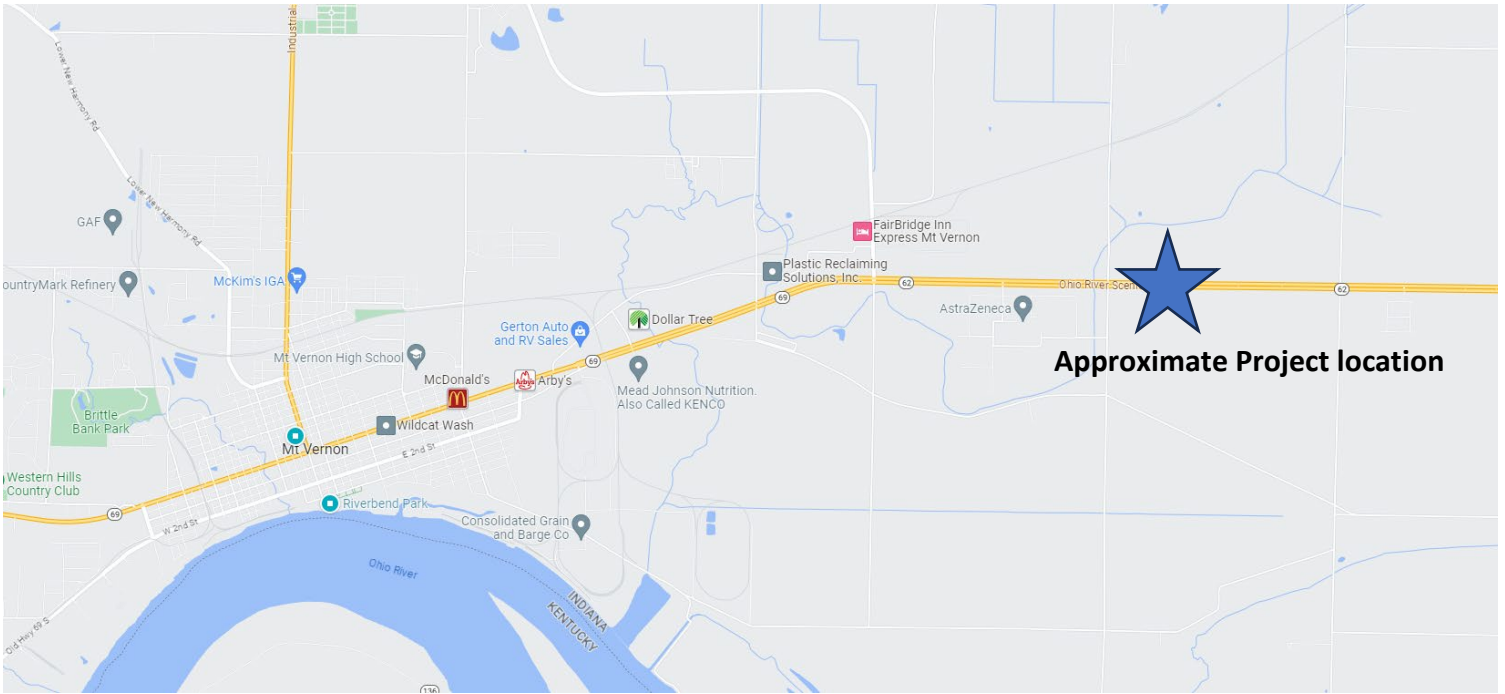 Industrial
Lower New Harmony Rd
Lower New Harmony Rd
GAF
FairBridge Inn
Express Mt Vernon
Plastic Reclaiming
Solutions, Inc.
ountryMark Refinery
McKim's IGA
62
Ohio River Scen
62
69
AstraZeneca
Dollar Tree
Gerton Auto
and RV Sales
Mt Vernon High School
69
Approximate Project location
McDonald's
Arby's
Arby's
Mead Johnson Nutrition.
Also Called KENCO
Brittle
Bank Park
Wildcat Wash
Mt Vernon
E 2nd St
Western Hills
Country Club
Riverbend Park
69
W 2nd St
Consolidated Grain
and Barge Co
Ohio River
INDIANA
KENTUCKY
Old Hwy 69 S
136